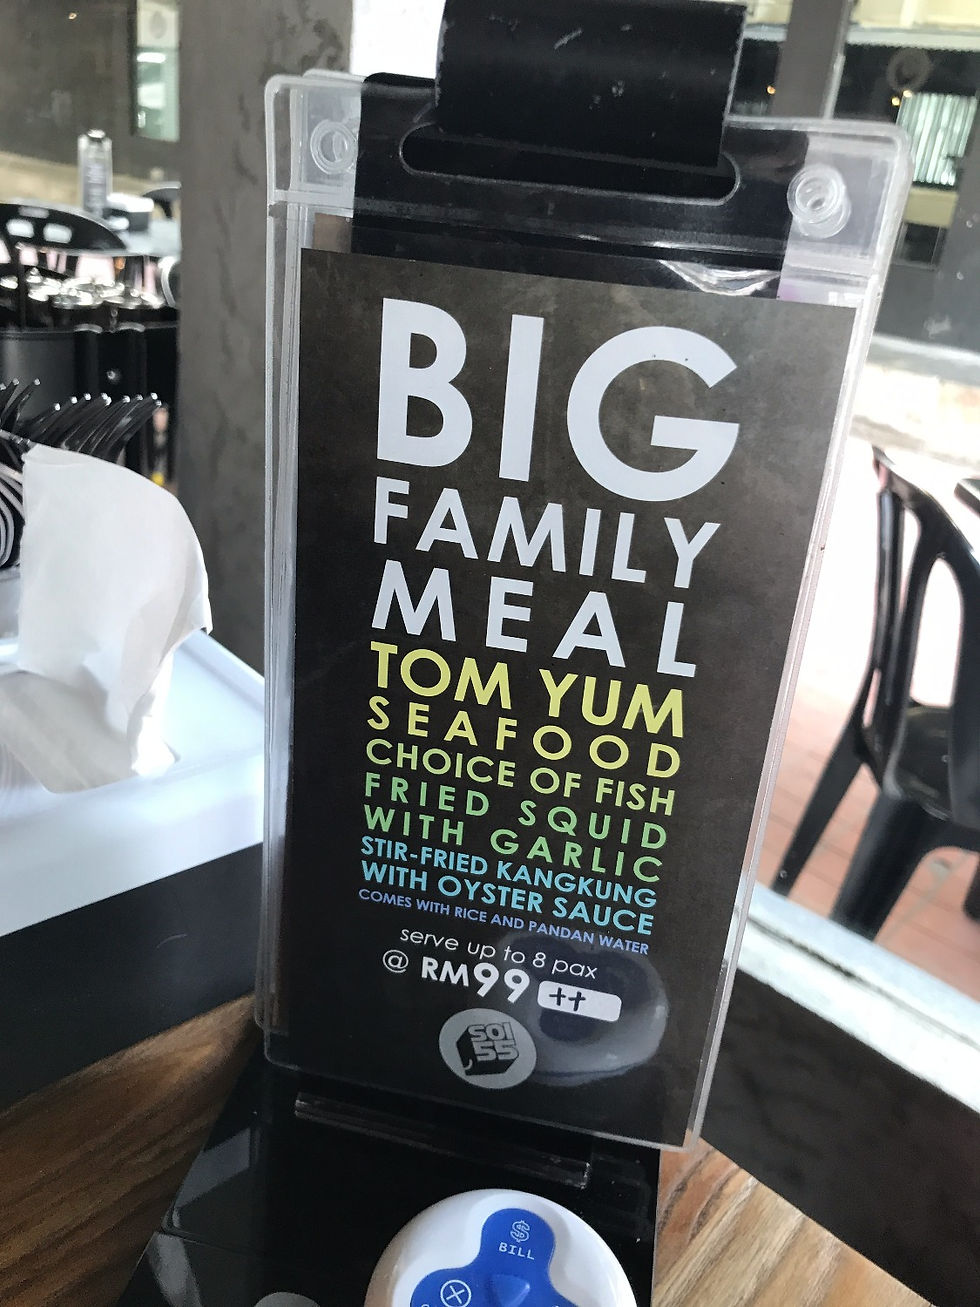 BIG
FAMILY
MEAL
TOM YUM
SEAFOOD
CHOICE OF FISH
FRIED SQUID
WITH GARLIC
STIR-FRIED KANGKUNG
WITH OYSTER SAUCE
COMES WITH RICE AND PANDAN WATER
serve up to 8 pax
@ RM99 ++
SOI
55
BILL